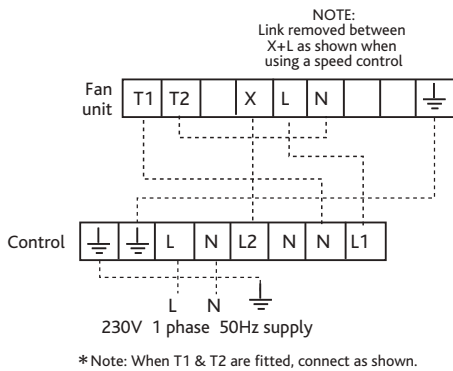 NOTE:
Link removed between
X+L as shown when
using a speed control
Fan
unit
T1 T2 X L N
Control
L N L2 N N L1
L N
230V 1 phase 50Hz supply
*Note: When T1 & T2 are fitted, connect as shown.